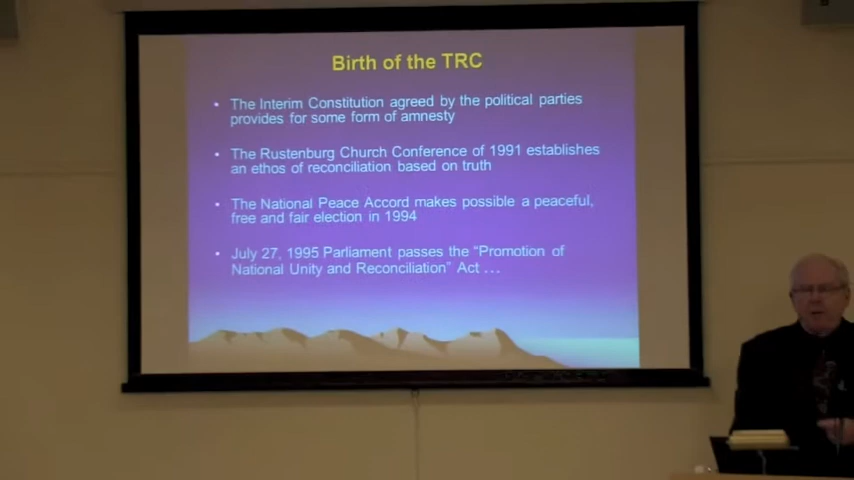 Birth of the TRC
• The Interim Constitution agreed by the political parties
provides for some form of amnesty
• The Rustenburg Church Conference of 1991 establishes
an ethos of reconciliation based on truth
• The National Peace Accord makes possible a peaceful,
free and fair election in 1994
• July 27, 1995 Parliament passes the “Promotion of
National Unity and Reconciliation” Act …